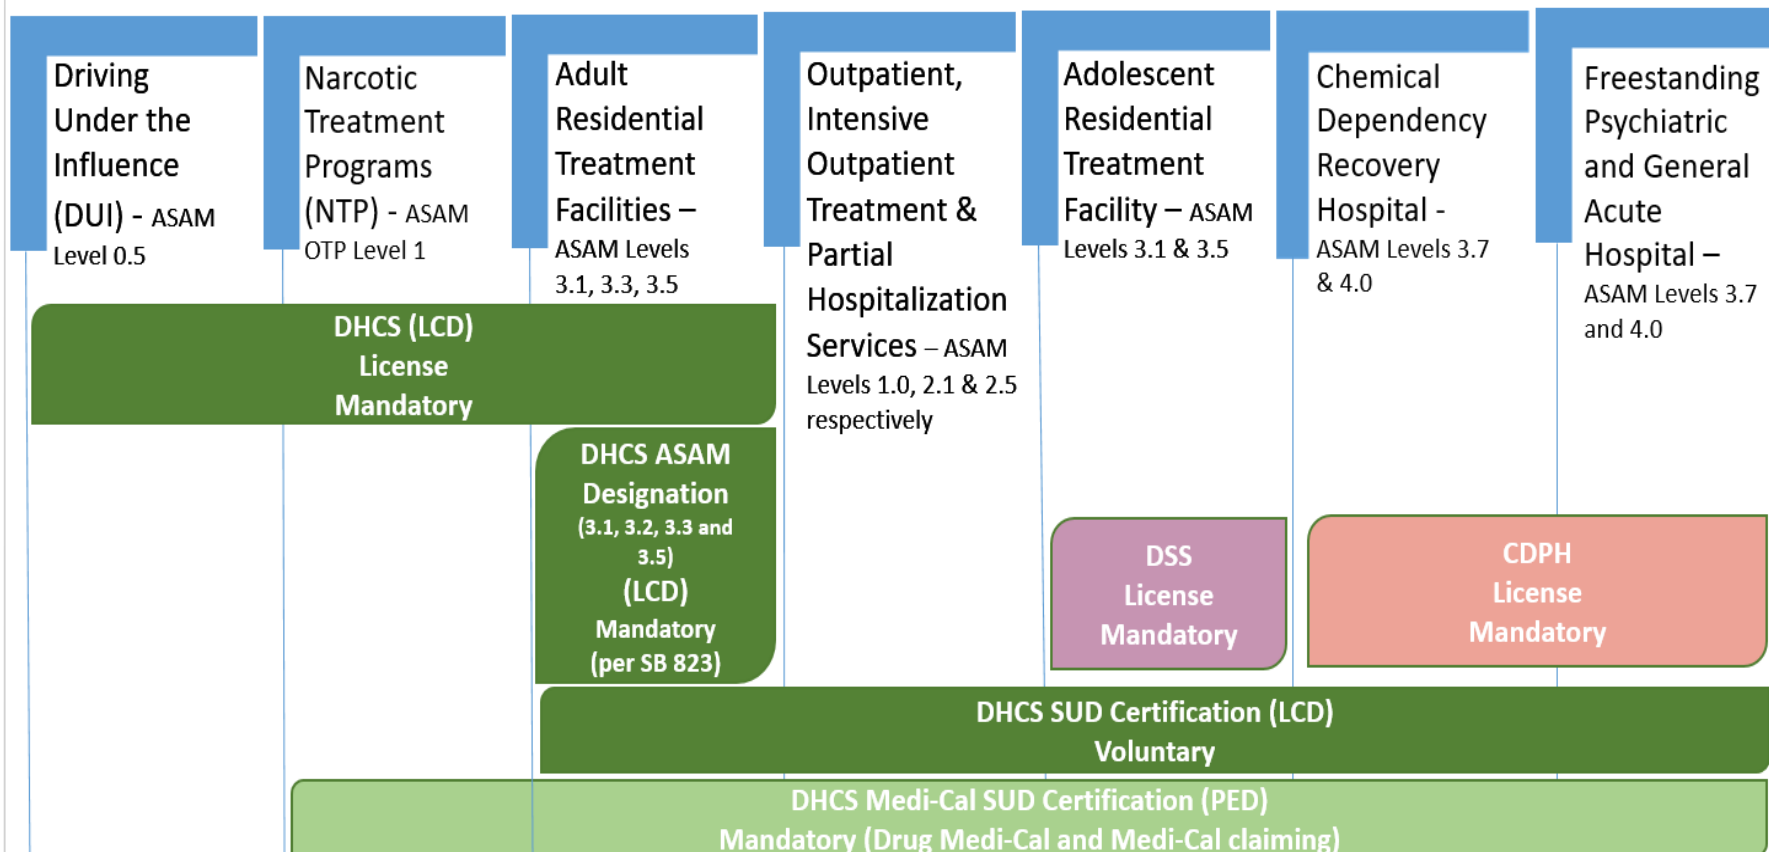 Driving
Under the
Influence
(DUI) - ASAM
Level 0.5
Narcotic
Treatment
Programs
(NTP) - ASAM
OTP Level 1
Adult
Residential
Treatment
Facilities –
ASAM Levels
3.1, 3.3, 3.5
Outpatient,
Intensive
Outpatient
Treatment &
Partial
Hospitalization
Services – ASAM
Levels 1.0, 2.1 & 2.5
respectively
Adolescent
Residential
Treatment
Facility – ASAM
Levels 3.1 & 3.5
Chemical
Dependency
Recovery
Hospital -
ASAM Levels 3.7
& 4.0
Freestanding
Psychiatric
and General
Acute
Hospital –
ASAM Levels 3.7
and 4.0
DHCS (LCD)
License
Mandatory
DHCS ASAM
Designation
(3.1, 3.2, 3.3 and
3.5)
(LCD)
Mandatory
(per SB 823)
DSS
License
Mandatory
CDPH
License
Mandatory
DHCS SUD Certification (LCD)
Voluntary
DHCS Medi-Cal SUD Certification (PED)
Mandatory (Drug Medi-Cal and Medi-Cal claiming)